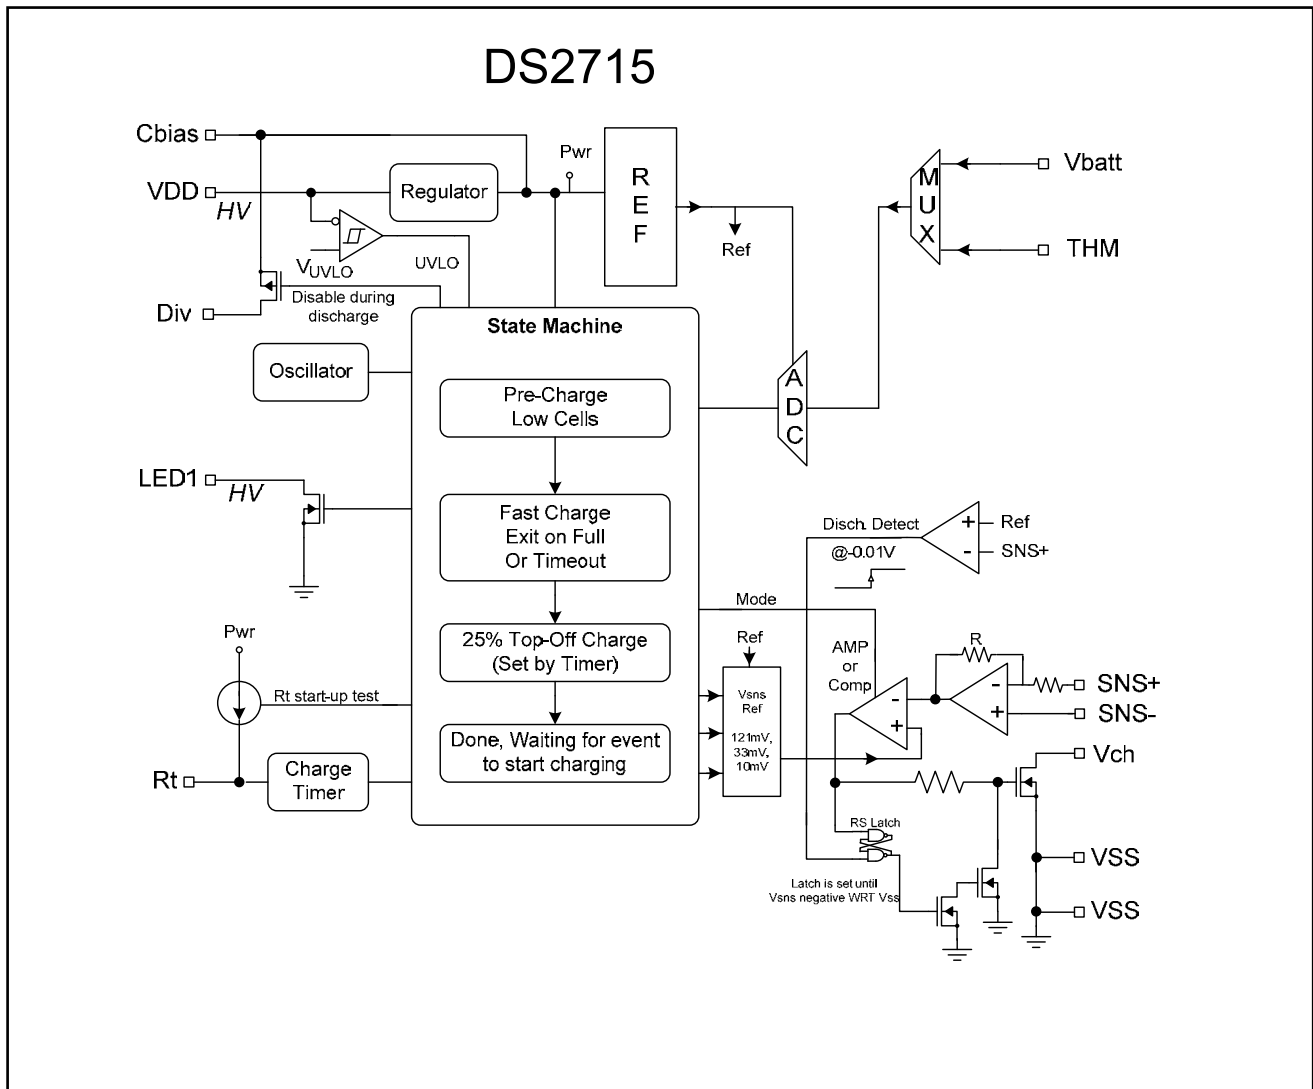 DS2715
Cbias
VDD
HV
Regulator
Pwr
R
E
F
Ref
M
U
X
Vbatt
THM
VUVLO
UVLO
Div
Disable during
discharge
Oscillator
State Machine
Pre-Charge
Low Cells
A
D
C
LED1
HV
Fast Charge
Exit on Full
Or Timeout
Disch. Detect
@-0.01V
+
Ref
-
SNS+
Mode
25% Top-Off Charge
(Set by Timer)
Pwr
Rt start-up test
Rt
Charge
Timer
Done, Waiting for event
to start charging
Ref
Vsns
Ref
121mV,
33mV,
10mV
AMP
or
Comp
-
+
R
-
+
SNS+
SNS-
Vch
RS Latch
Latch is set until
Vsns negative WRT Vss
VSS
VSS